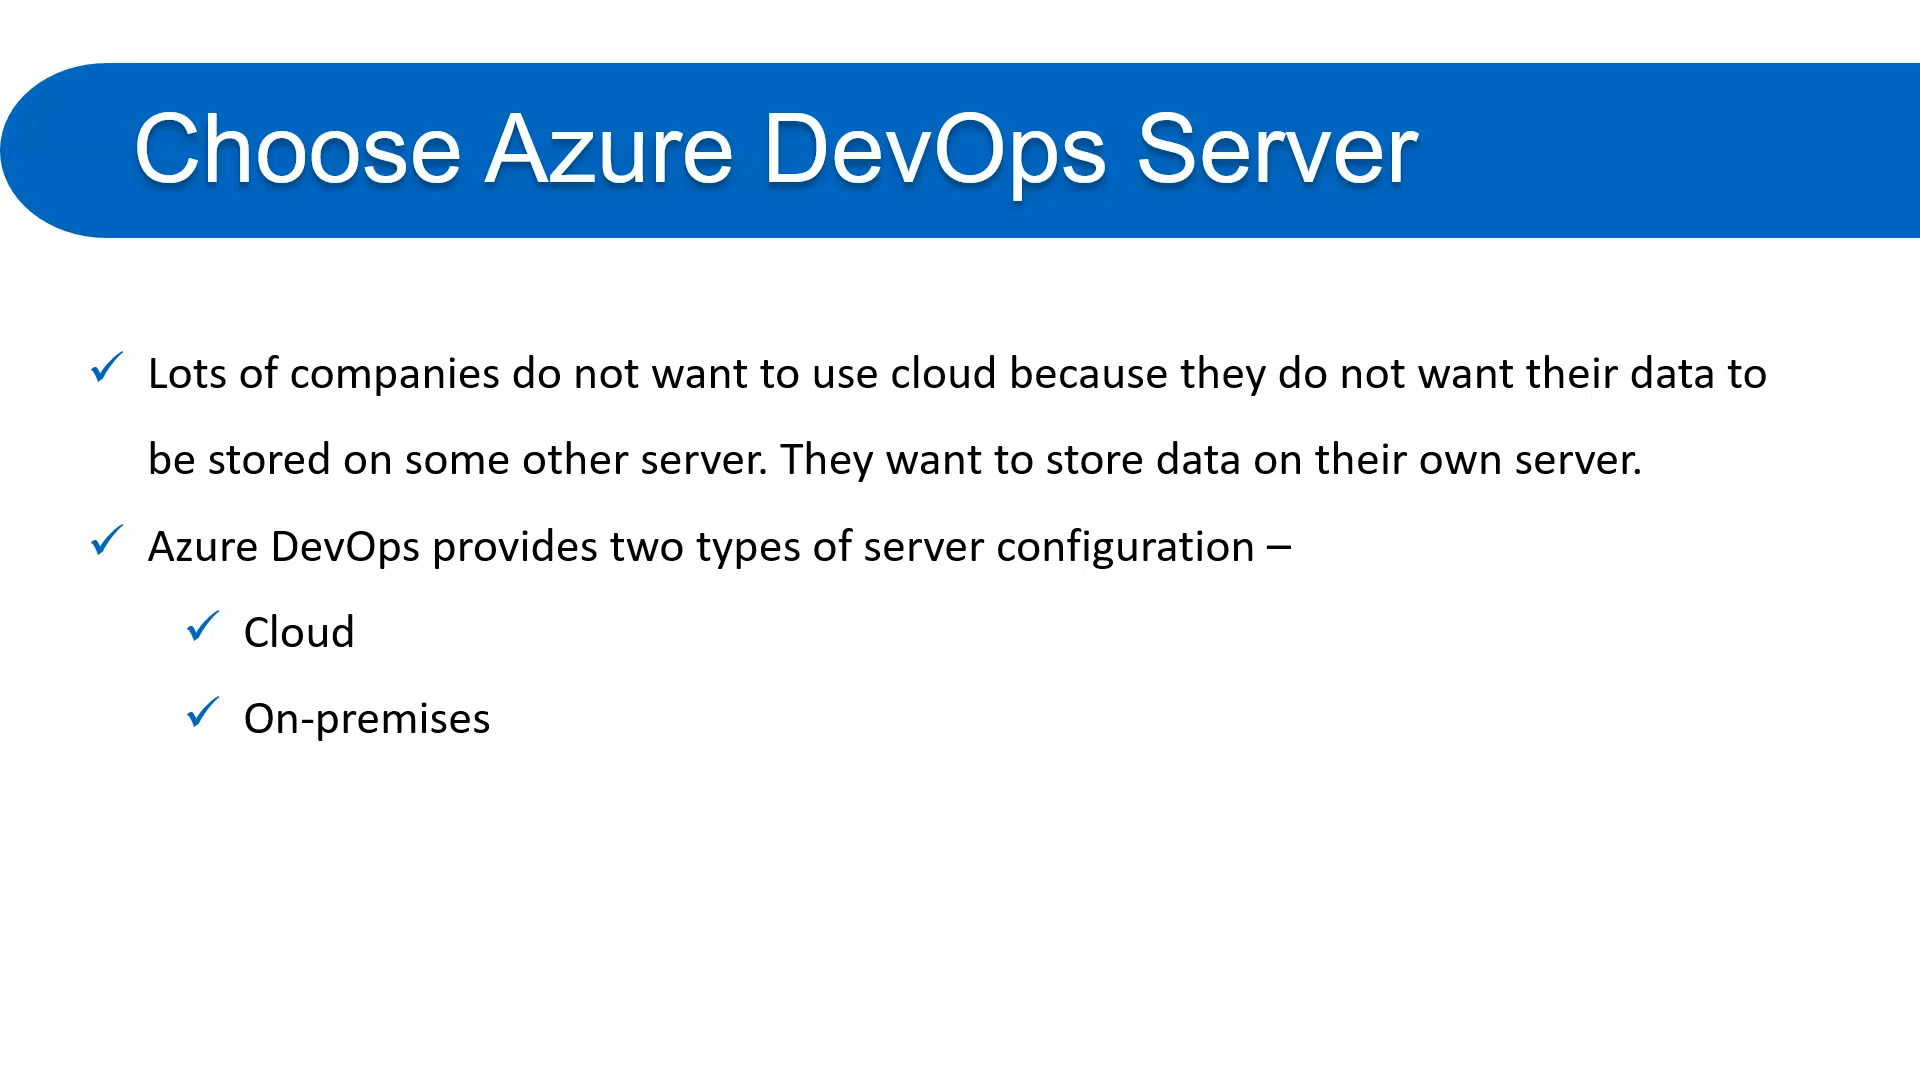 Choose Azure DevOps Server
Lots of companies do not want to use cloud because they do not want their data to
be stored on some other server. They want to store data on their own server.
Azure DevOps provides two types of server configuration –
Cloud
On-premises